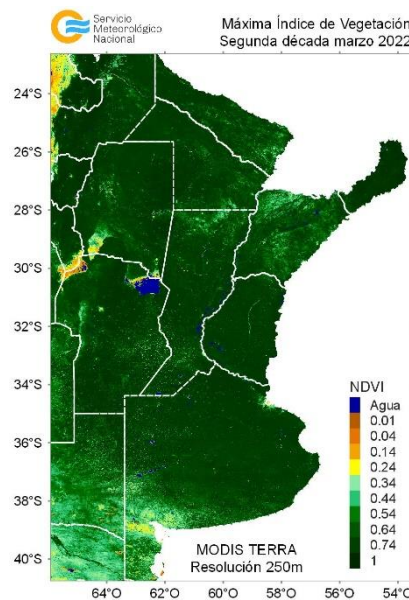 Servicio
Meteorológico
Nacional
Máxima Índice de Vegetación
Segunda década marzo 2022
24°S
26°S
28°S
30°S
32°S
34°S
36°S
38°S
40°S
NDVI
Agua
0.01
0.04
0.14
0.24
0.34
0.44
0.54
0.64
0.74
1
MODIS TERRA
Resolución 250m
64°O
62°O
60°O
58°O
56°O
54°O